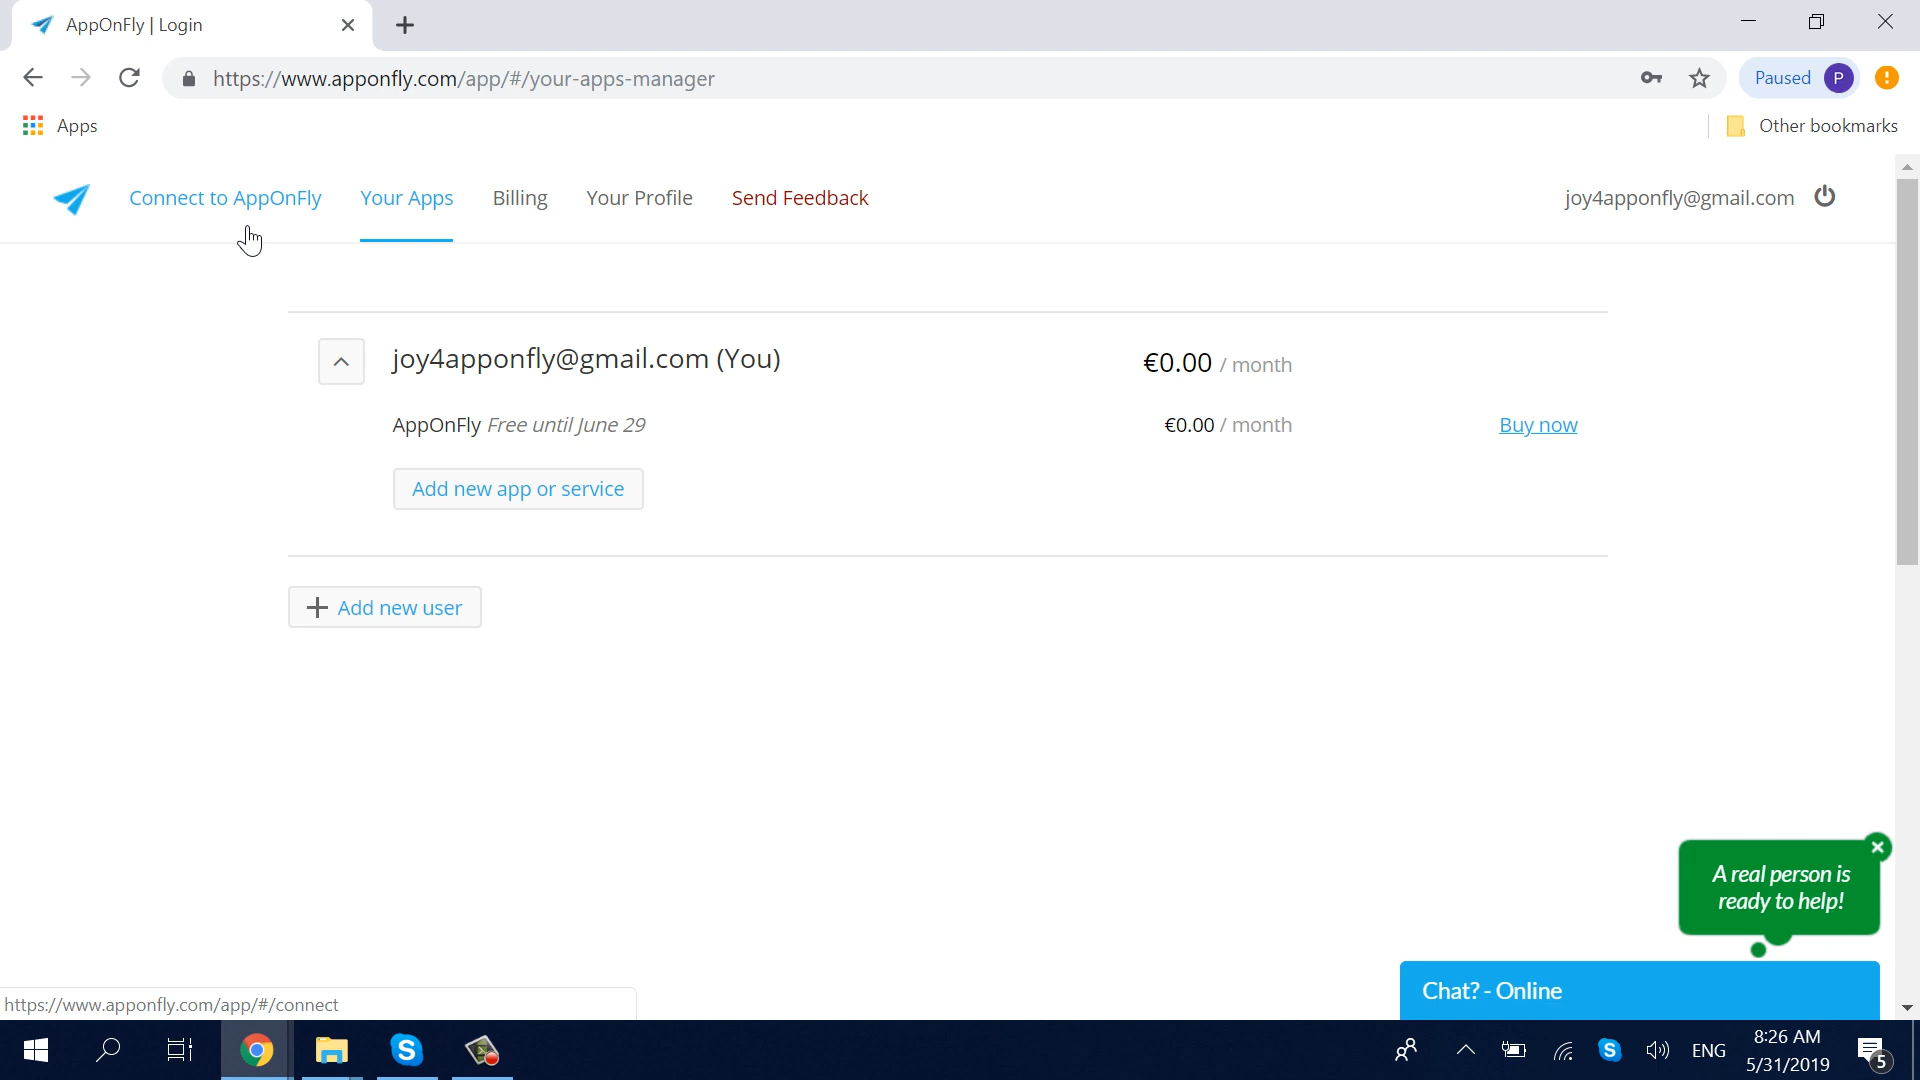 AppOnFly | Login
https://www.apponfly.com/app/#/your-apps-manager
Paused P
Apps
Other bookmarks
Connect to AppOnFly Your Apps Billing Your Profile Send Feedback joy4apponfly@gmail.com
joy4apponfly@gmail.com (You) €0.00 / month
AppOnFly Free until June 29 €0.00 / month Buy now
Add new app or service
Add new user
A real person is
ready to help!
Chat? - Online
https://www.apponfly.com/app/#/connect
ENG
8:26 AM
5/31/2019
5